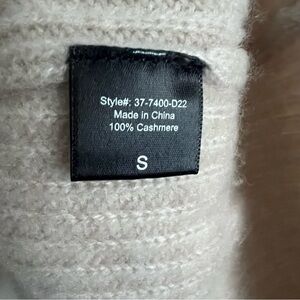 Style#: 37-7400-D22
Made in China
100% Cashmere
S